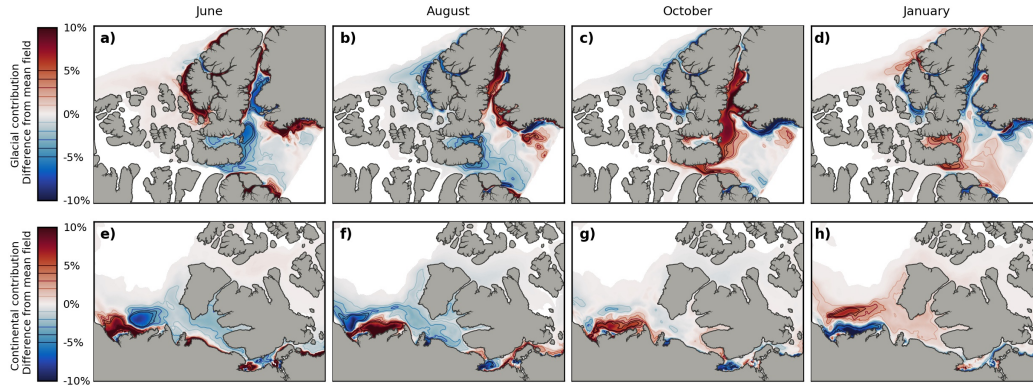 June
August
October
January
Glacial contribution
Difference from mean field
10%
5%
0%
-5%
-10%
a)
b)
c)
d)
Continental contribution
Difference from mean field
10%
5%
0%
-5%
-10%
e)
f)
g)
h)